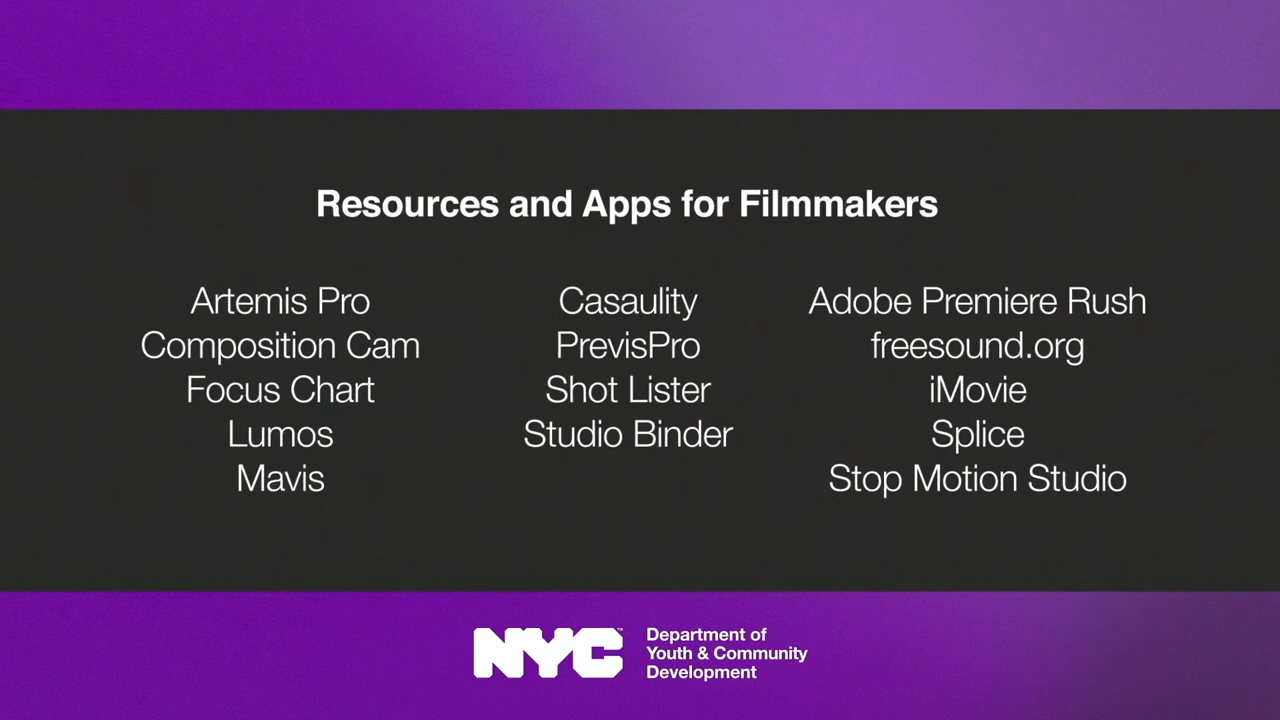 Resources and Apps for Filmmakers
Artemis Pro
Composition Cam
Focus Chart
Lumos
Mavis
Casaulity
PrevisPro
Shot Lister
Studio Binder
Adobe Premiere Rush
freesound.org
iMovie
Splice
Stop Motion Studio
NYC™
Department of
Youth & Community
Development